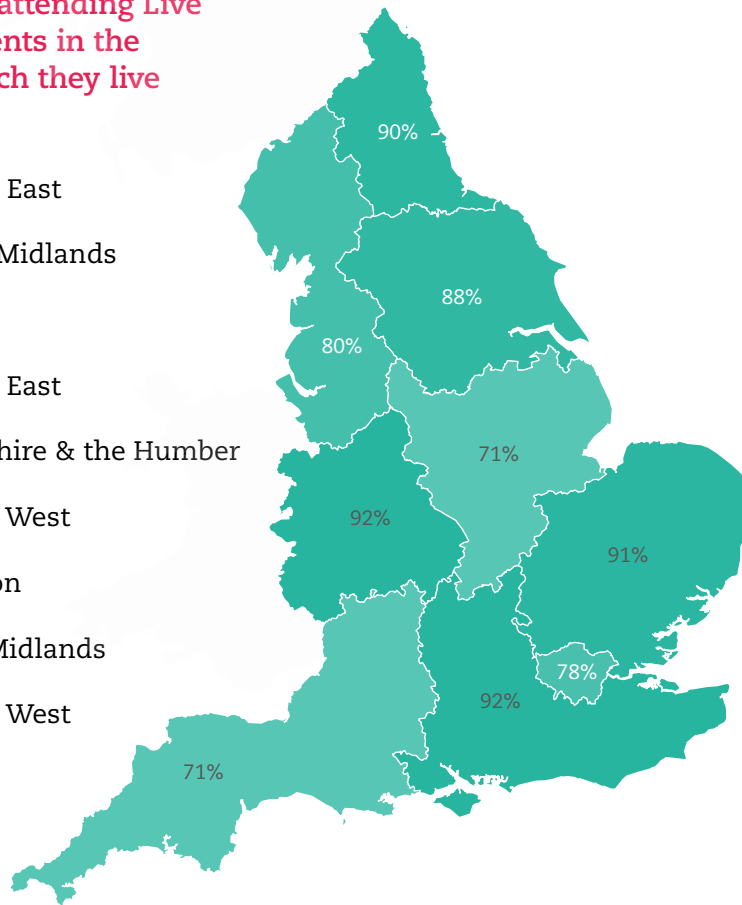 attending Live
ents in the
ch they live
East
Midlands
East
hire & the Humber
West
on
Midlands
West
90%
88%
80%
71%
92%
91%
78%
92%
71%